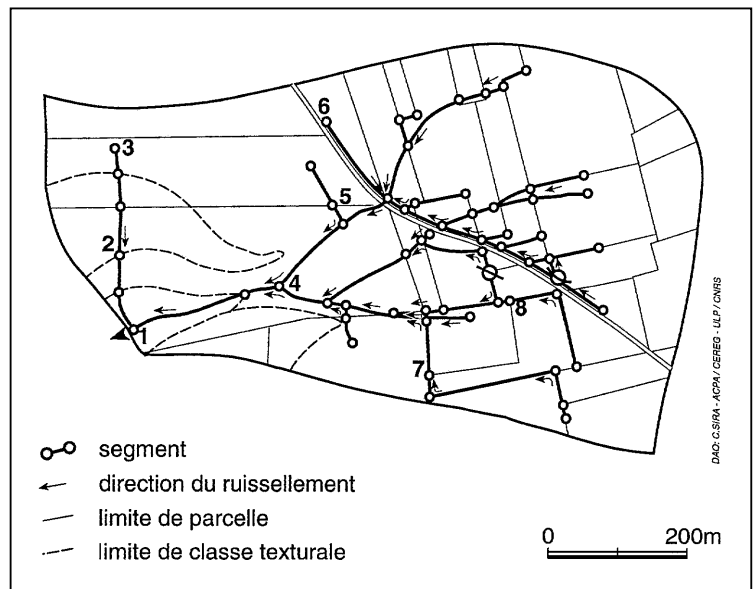 6
3
5
2
4
8
1
7
segment
direction du ruissellement
limite de parcelle
limite de classe texturale
0 200m
DAO: C.SIRA - ACPA / CEREG - ULP / CNRS